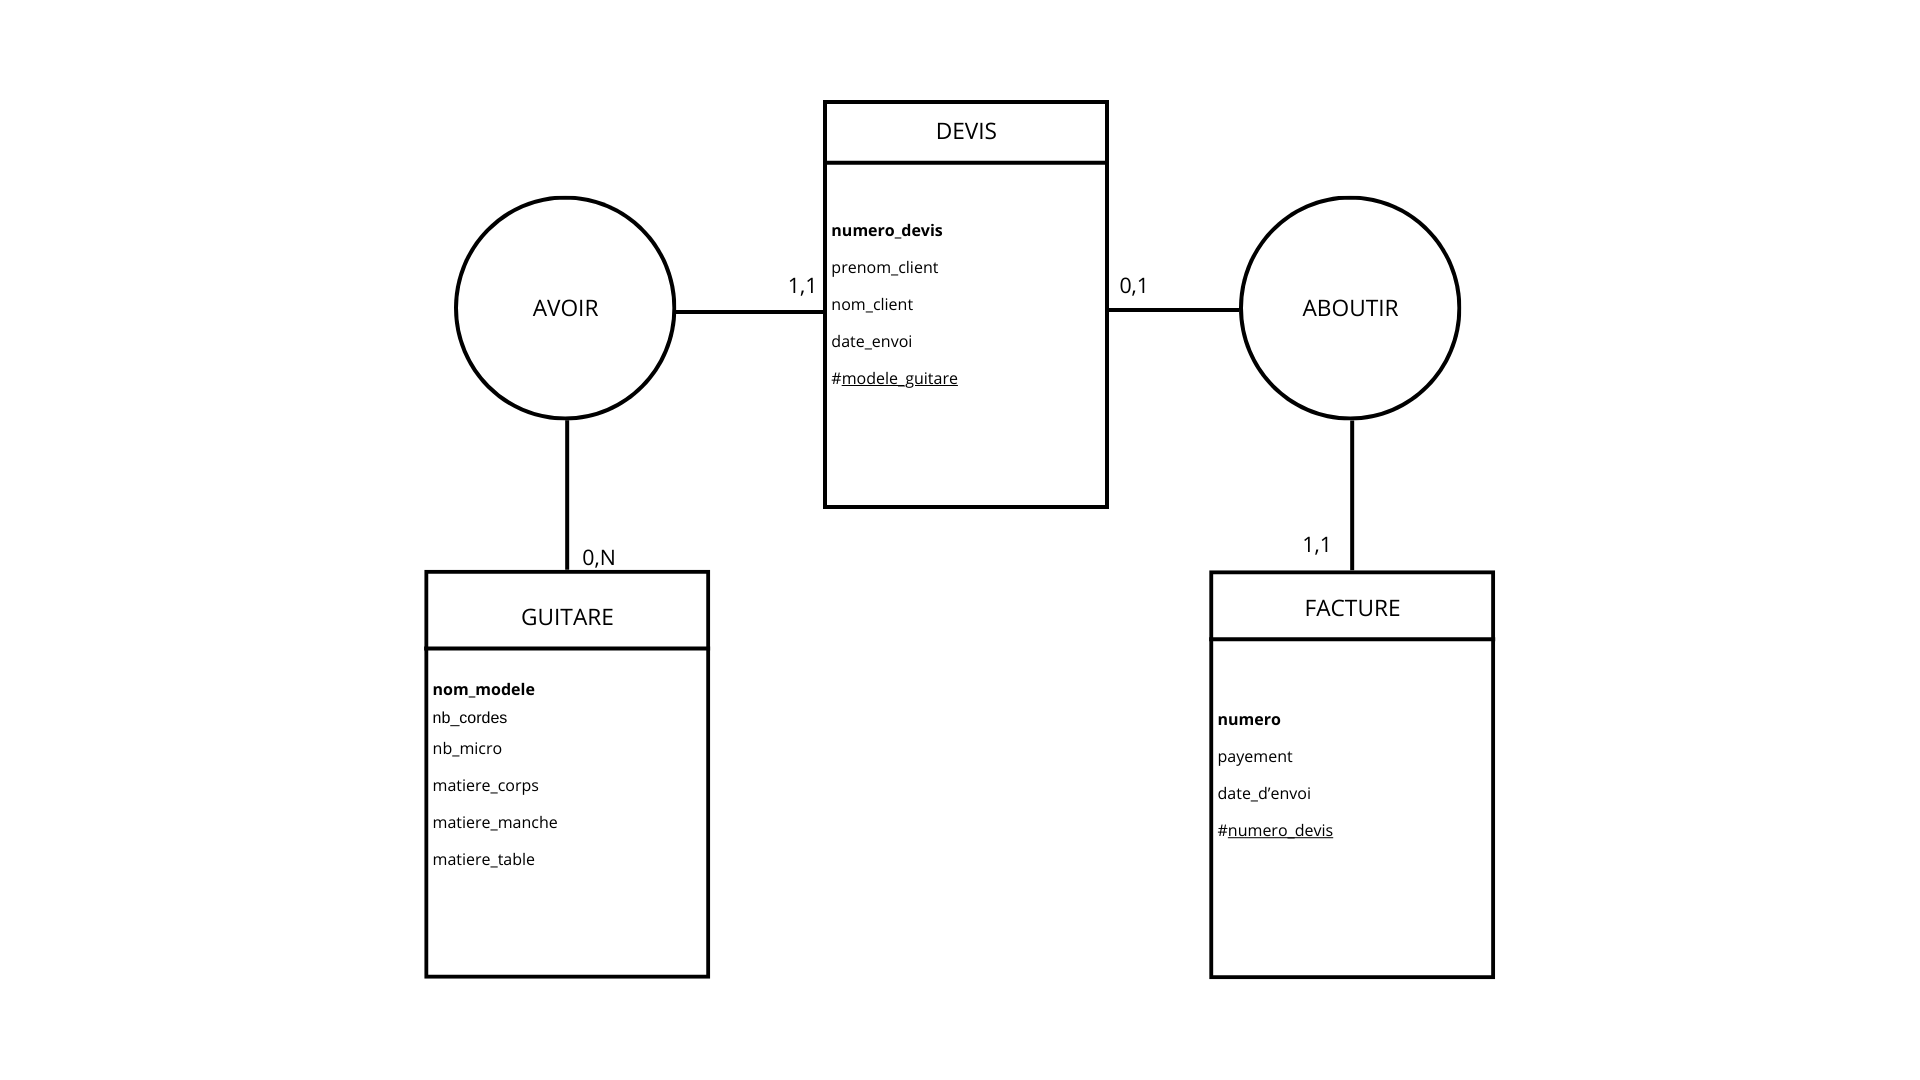 DEVIS
numero_devis
prenom_client
nom_client
date_envoi
#modele_guitare
AVOIR
1,1
0,1
ABOUTIR
0,N
1,1
GUITARE
nom_modele
nb_cordes
nb_micro
matiere_corps
matiere_manche
matiere_table
FACTURE
numero
payement
date_d’envoi
#numero_devis